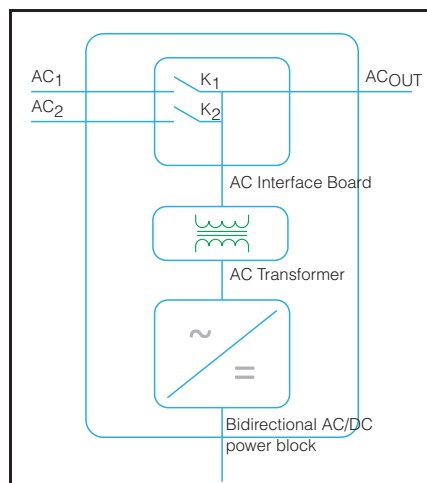 AC1
K1
ACOUT
AC2
K2
AC Interface Board
AC Transformer
~
=
Bidirectional AC/DC
power block